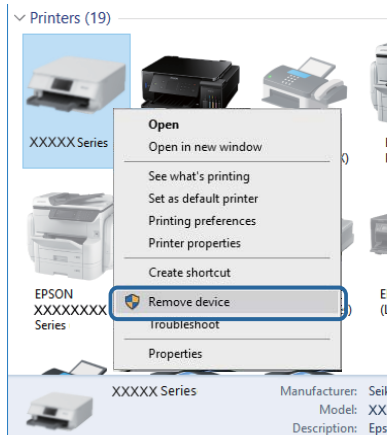 Printers (19)
XXXXX Series
Open
Open in new window
See what's printing
Set as default printer
Printing preferences
Printer properties
Create shortcut
Remove device
Troubleshoot
Properties
EPSON
XXXXXXXX
Series
XXXXX Series
Manufacturer:
Model: XX
Description: